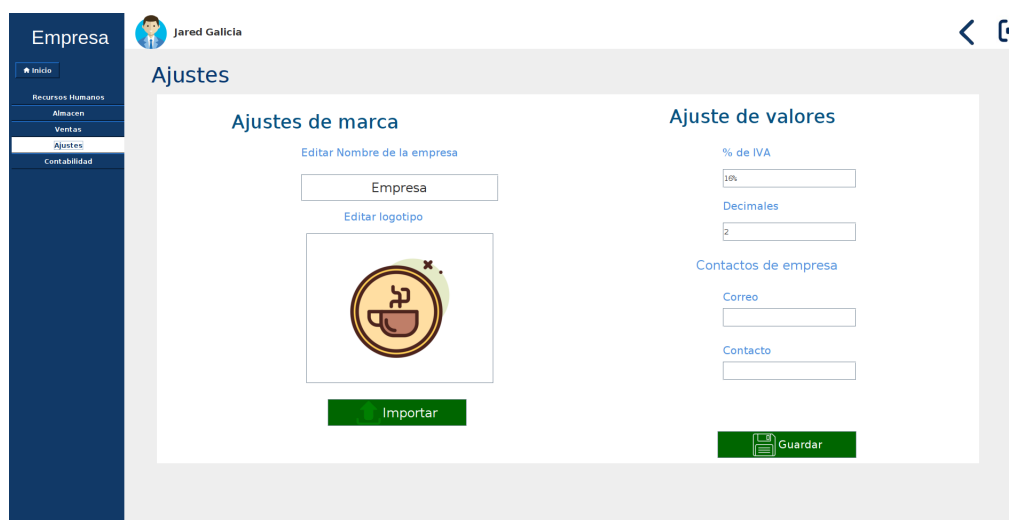 Empresa
Jared Galicia
Inicio
Recursos Humanos
Almacen
Ventas
Ajustes
Contabilidad
Ajustes
Ajustes de marca
Editar Nombre de la empresa
Empresa
Editar logotipo
Importar
Ajuste de valores
% de IVA
16%
Decimales
2
Contactos de empresa
Correo
Contacto
Guardar